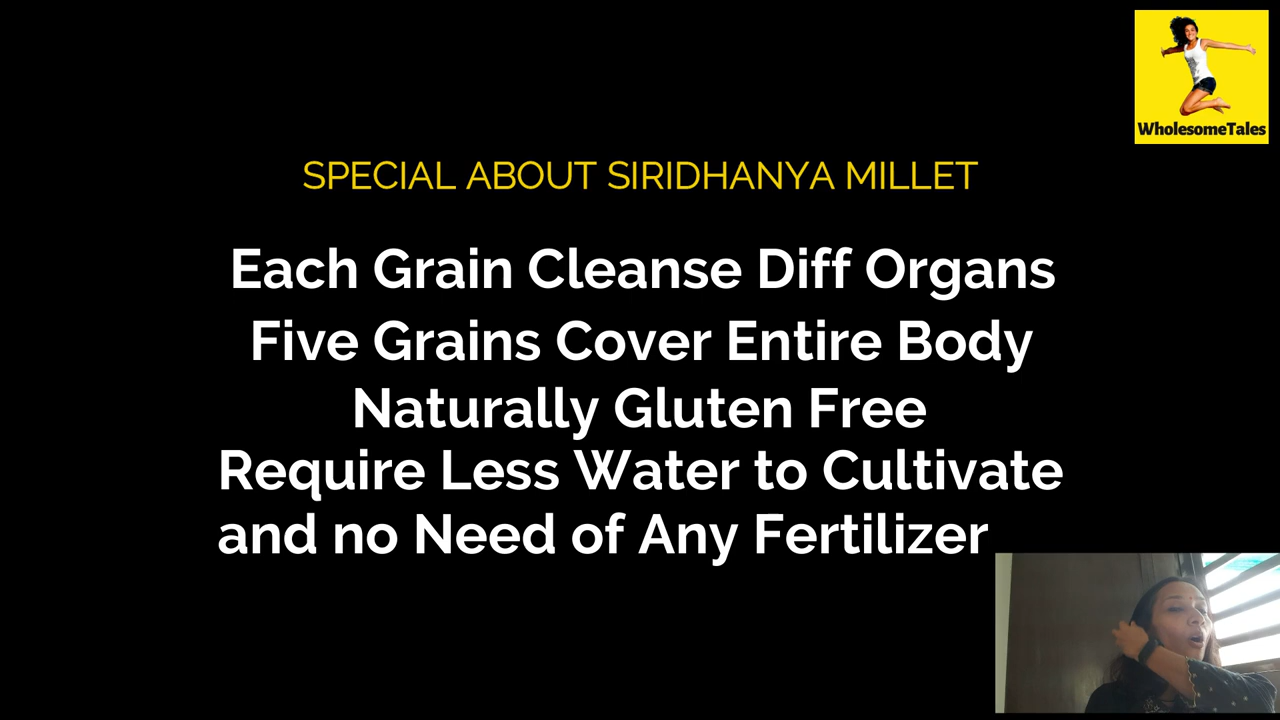 WholesomeTales
SPECIAL ABOUT SIRIDHANYA MILLET
Each Grain Cleanse Diff Organs
Five Grains Cover Entire Body
Naturally Gluten Free
Require Less Water to Cultivate
and no Need of Any Fertilizer